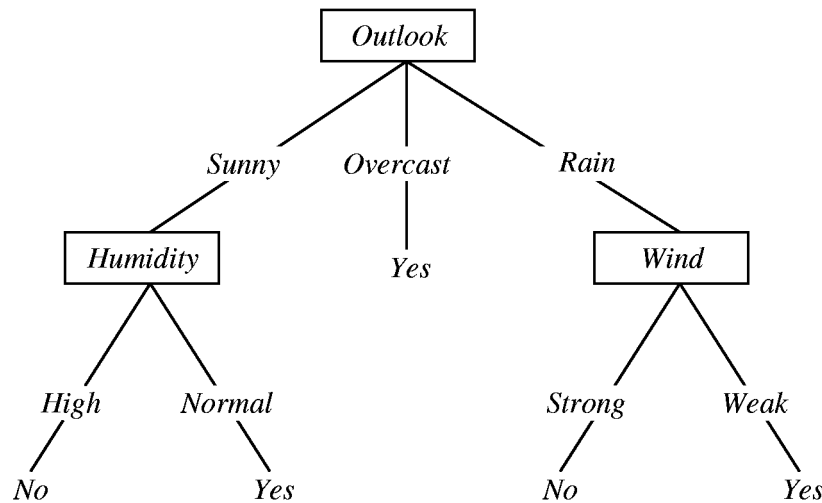 Outlook
Sunny Overcast Rain
Humidity Yes Wind
High Normal Strong Weak
No Yes No Yes